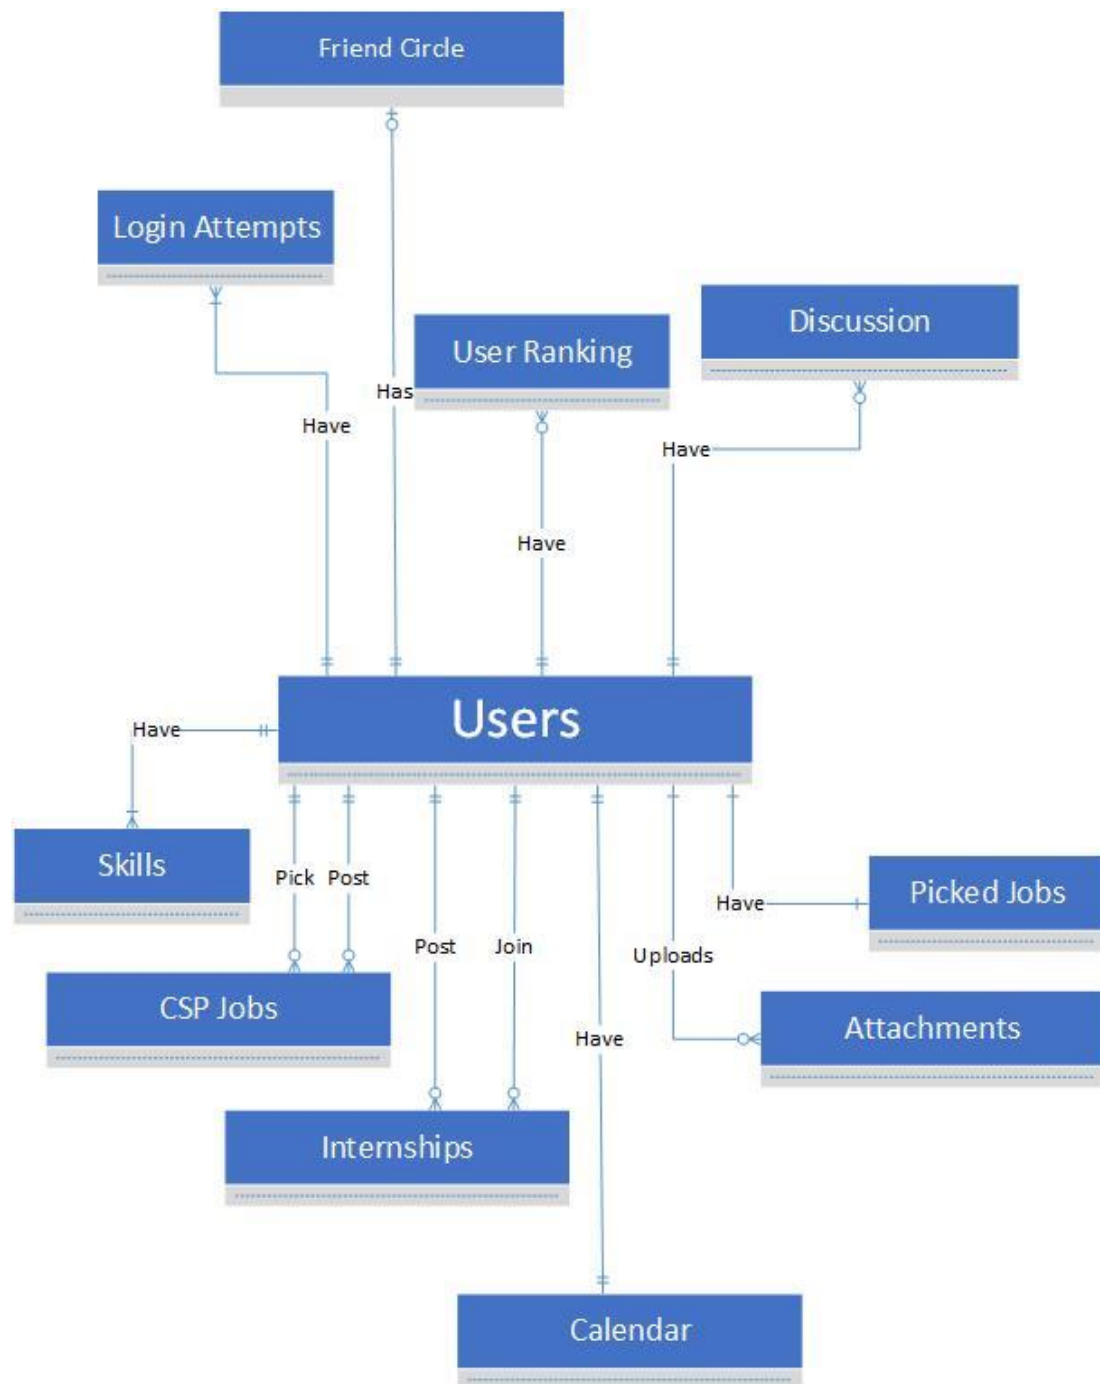 Friend Circle
Login Attempts
Discussion
User Ranking
Has
Have
Have
Have
Users
Have
Skills
Pick
Post
Picked Jobs
Have
Post
Join
Uploads
CSP Jobs
Attachments
Have
Internships
Calendar